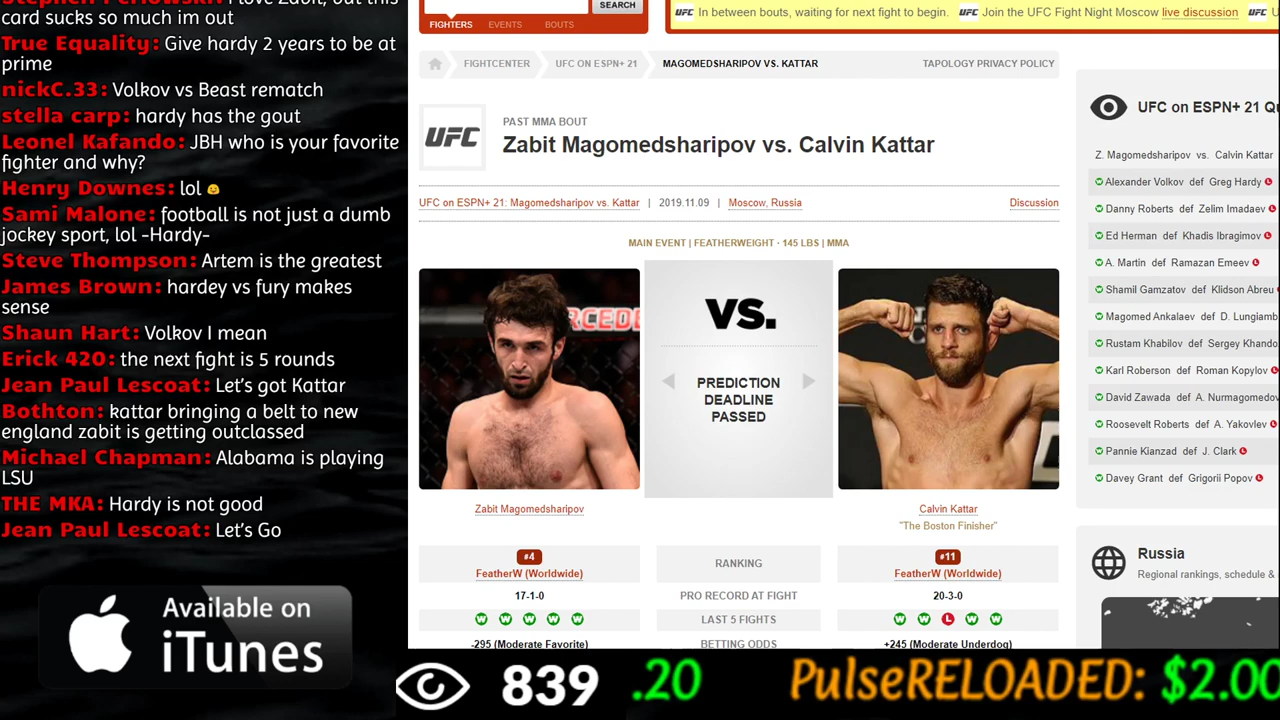 card sucks so much im out
True Equality: Give hardy 2 years to be at
prime
nickC.33: Volkov vs Beast rematch
stella carp: hardy has the gout
Leonel Kafando: JBH who is your favorite
fighter and why?
Henry Downes: lol
Sami Malone: football is not just a dumb
jockey sport, lol -Hardy-
Steve Thompson: Artem is the greatest
James Brown: hardey vs fury makes
sense
Shaun Hart: Volkov I mean
Erick 420: the next fight is 5 rounds
Jean Paul Lescoat: Let's got Kattar
Bothton: kattar bringing a belt to new
england zabit is getting outclassed
Michael Chapman: Alabama is playing
LSU
THE MKA: Hardy is not good
Jean Paul Lescoat: Let's Go
Available on
iTunes
SEARCH
FIGHTERS EVENTS BOUTS
UFC In between bouts, waiting for next fight to begin. UFC Join the UFC Fight Night Moscow live discussion UFC
FIGHTCENTER UFC ON ESPN+ 21 MAGOMEDSHARIPOV VS. KATTAR TAPOLOGY PRIVACY POLICY
UFC
PAST MMA BOUT
Zabit Magomedsharipov vs. Calvin Kattar
UFC on ESPN+ 21: Magomedsharipov vs. Kattar | 2019.11.09 | Moscow, Russia Discussion
MAIN EVENT | FEATHERWEIGHT · 145 LBS | MMA
VS.
PREDICTION
DEADLINE
PASSED
Zabit Magomedsharipov
Calvin Kattar
"The Boston Finisher"
#4 RANKING #11
FeatherW (Worldwide) FeatherW (Worldwide)
17-1-0 PRO RECORD AT FIGHT 20-3-0
W W W W W LAST 5 FIGHTS W W L W W
-295 (Moderate Favorite) BETTING ODDS +245 (Moderate Underdog)
UFC on ESPN+ 21
Z. Magomedsharipov vs. Calvin Kattar
W Alexander Volkov def Greg Hardy L
W Danny Roberts def Zelim Imadaev L
W Ed Herman def Khadis Ibragimov L
W A. Martin def Ramazan Emeev L
W Shamil Gamzatov def Klidson Abreu
W Magomed Ankalaev def D. Lungiamb
W Rustam Khabilov def Sergey Khando
W Karl Roberson def Roman Kopylov L
W David Zawada def A. Nurmagomedov
W Roosevelt Roberts def A. Yakovlev L
W Pannie Kianzad def J. Clark L
W Davey Grant def Grigorii Popov L
Russia
Regional rankings, schedule &
839 .20 PulseRELOADED: $2.00